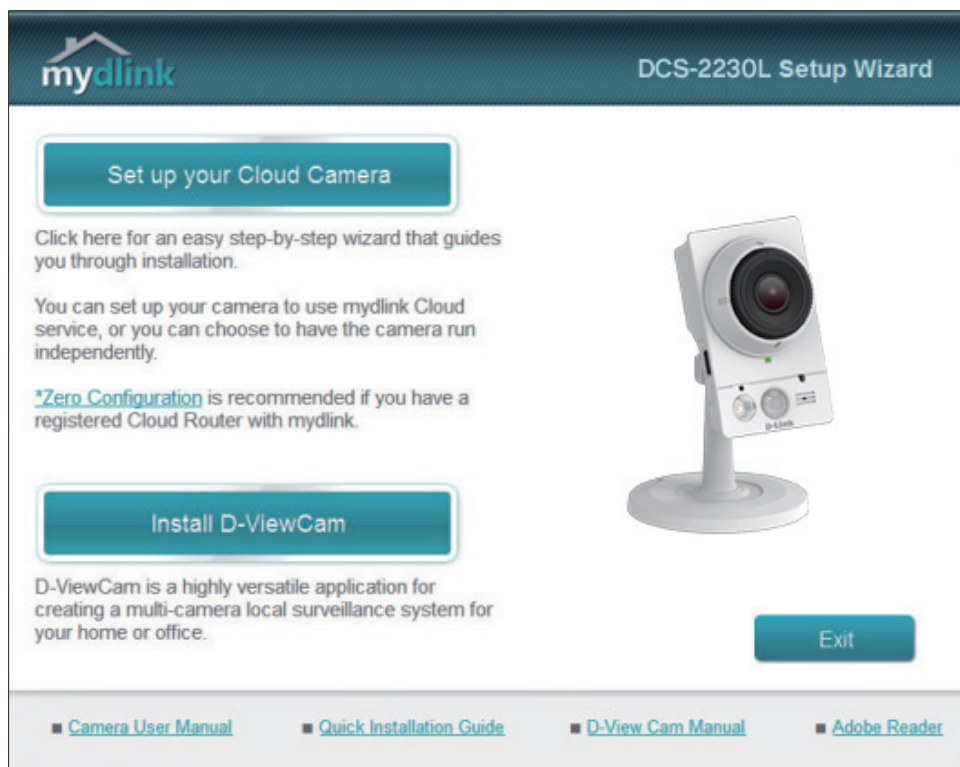 mydlink
DCS-2230L Setup Wizard
Set up your Cloud Camera
Click here for an easy step-by-step wizard that guides
you through installation.
You can set up your camera to use mydlink Cloud
service, or you can choose to have the camera run
independently.
*Zero Configuration is recommended if you have a
registered Cloud Router with mydlink.
D-Link
Install D-ViewCam
D-ViewCam is a highly versatile application for
creating a multi-camera local surveillance system for
your home or office.
Exit
Camera User Manual
Quick Installation Guide
D-View Cam Manual
Adobe Reader